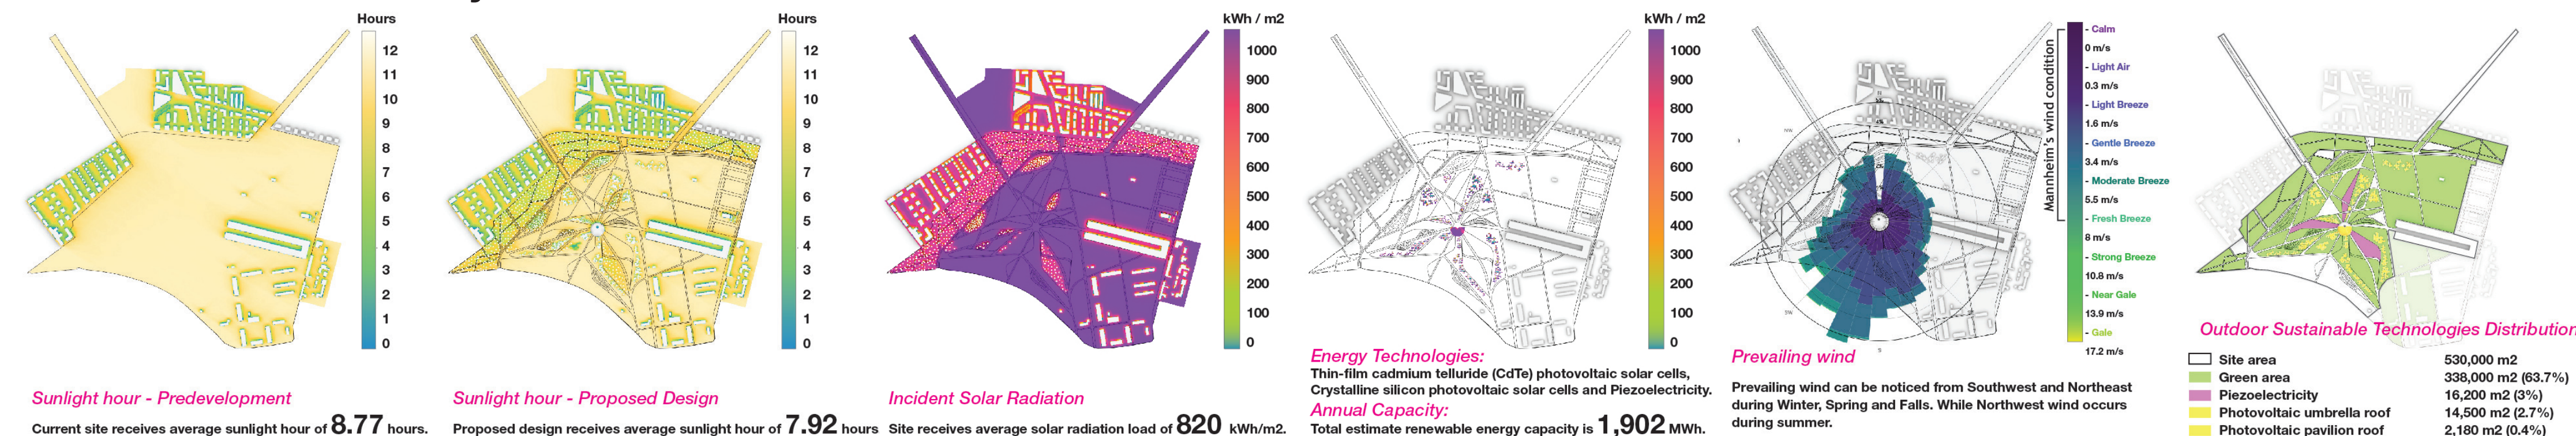 Hours
12
11
10
9
8
7
6
5
4
3
2
1
0
Sunlight hour - Predevelopment
Current site receives average sunlight hour of 8.77 hours.
Hours
12
11
10
9
8
7
6
5
4
3
2
1
0
Sunlight hour - Proposed Design
Proposed design receives average sunlight hour of 7.92 hours
kWh / m2
1000
900
800
700
600
500
400
300
200
100
0
Incident Solar Radiation
Site receives average solar radiation load of 820 kWh/m2.
kWh / m2
1000
900
800
700
600
500
400
300
200
100
0
Energy Technologies:
Thin-film cadmium telluride (CdTe) photovoltaic solar cells,
Crystalline silicon photovoltaic solar cells and Piezoelectricity.
Annual Capacity:
Total estimate renewable energy capacity is 1,902 MWh.
Mannheim's wind condition
- Calm
0 m/s
- Light Air
0.3 m/s
- Light Breeze
1.6 m/s
- Gentle Breeze
3.4 m/s
- Moderate Breeze
5.5 m/s
- Fresh Breeze
8 m/s
- Strong Breeze
10.8 m/s
- Near Gale
13.9 m/s
- Gale
17.2 m/s
Prevailing wind
Prevailing wind can be noticed from Southwest and Northeast
during Winter, Spring and Falls. While Northwest wind occurs
during summer.
Outdoor Sustainable Technologies Distribution
Site area 530,000 m2
Green area 338,000 m2 (63.7%)
Piezoelectricity 16,200 m2 (3%)
Photovoltaic umbrella roof 14,500 m2 (2.7%)
Photovoltaic pavilion roof 2,180 m2 (0.4%)